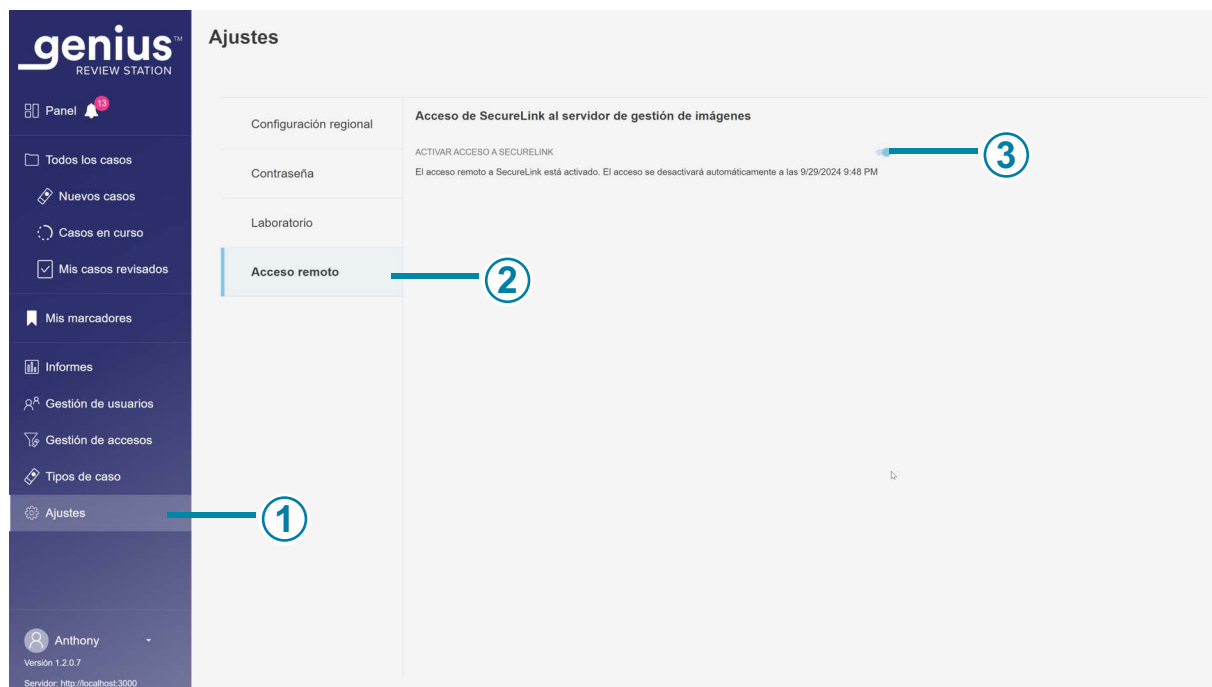 genius™
REVIEW STATION
Panel 13
Todos los casos
Nuevos casos
Casos en curso
Mis casos revisados
Mis marcadores
Informes
Gestión de usuarios
Gestión de accesos
Tipos de caso
Ajustes
Anthony
Versión 1.2.0.7
Servidor: http://localhost:3000
Ajustes
Configuración regional
Contraseña
Laboratorio
Acceso remoto
Acceso de SecureLink al servidor de gestión de imágenes
ACTIVAR ACCESO A SECURELINK
El acceso remoto a SecureLink está activado. El acceso se desactivará automáticamente a las 9/29/2024 9:48 PM
1
2
3